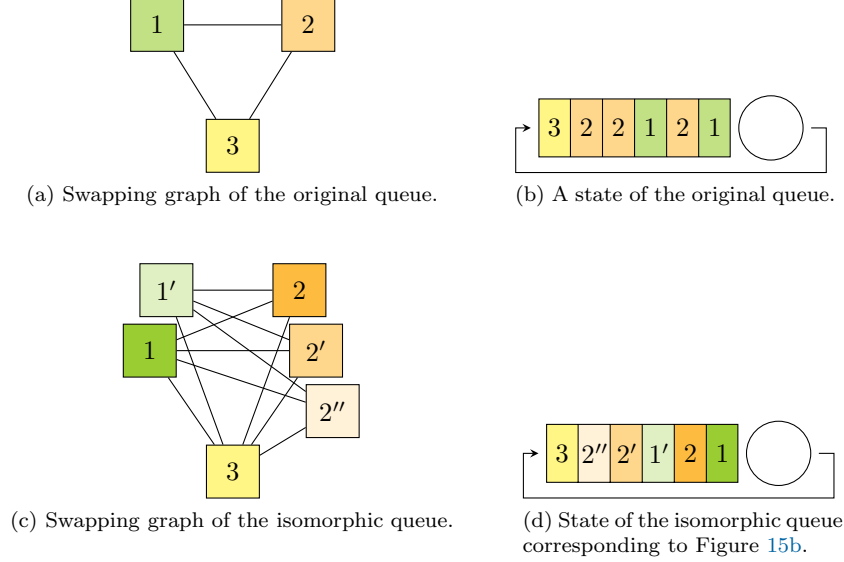 1 2
3
(a) Swapping graph of the original queue.
3 2 2 1 2 1
(b) A state of the original queue.
1′ 2
1 2′
2′′
3
(c) Swapping graph of the isomorphic queue.
3 2′′ 2′ 1′ 2 1
(d) State of the isomorphic queue
corresponding to Figure 15b.